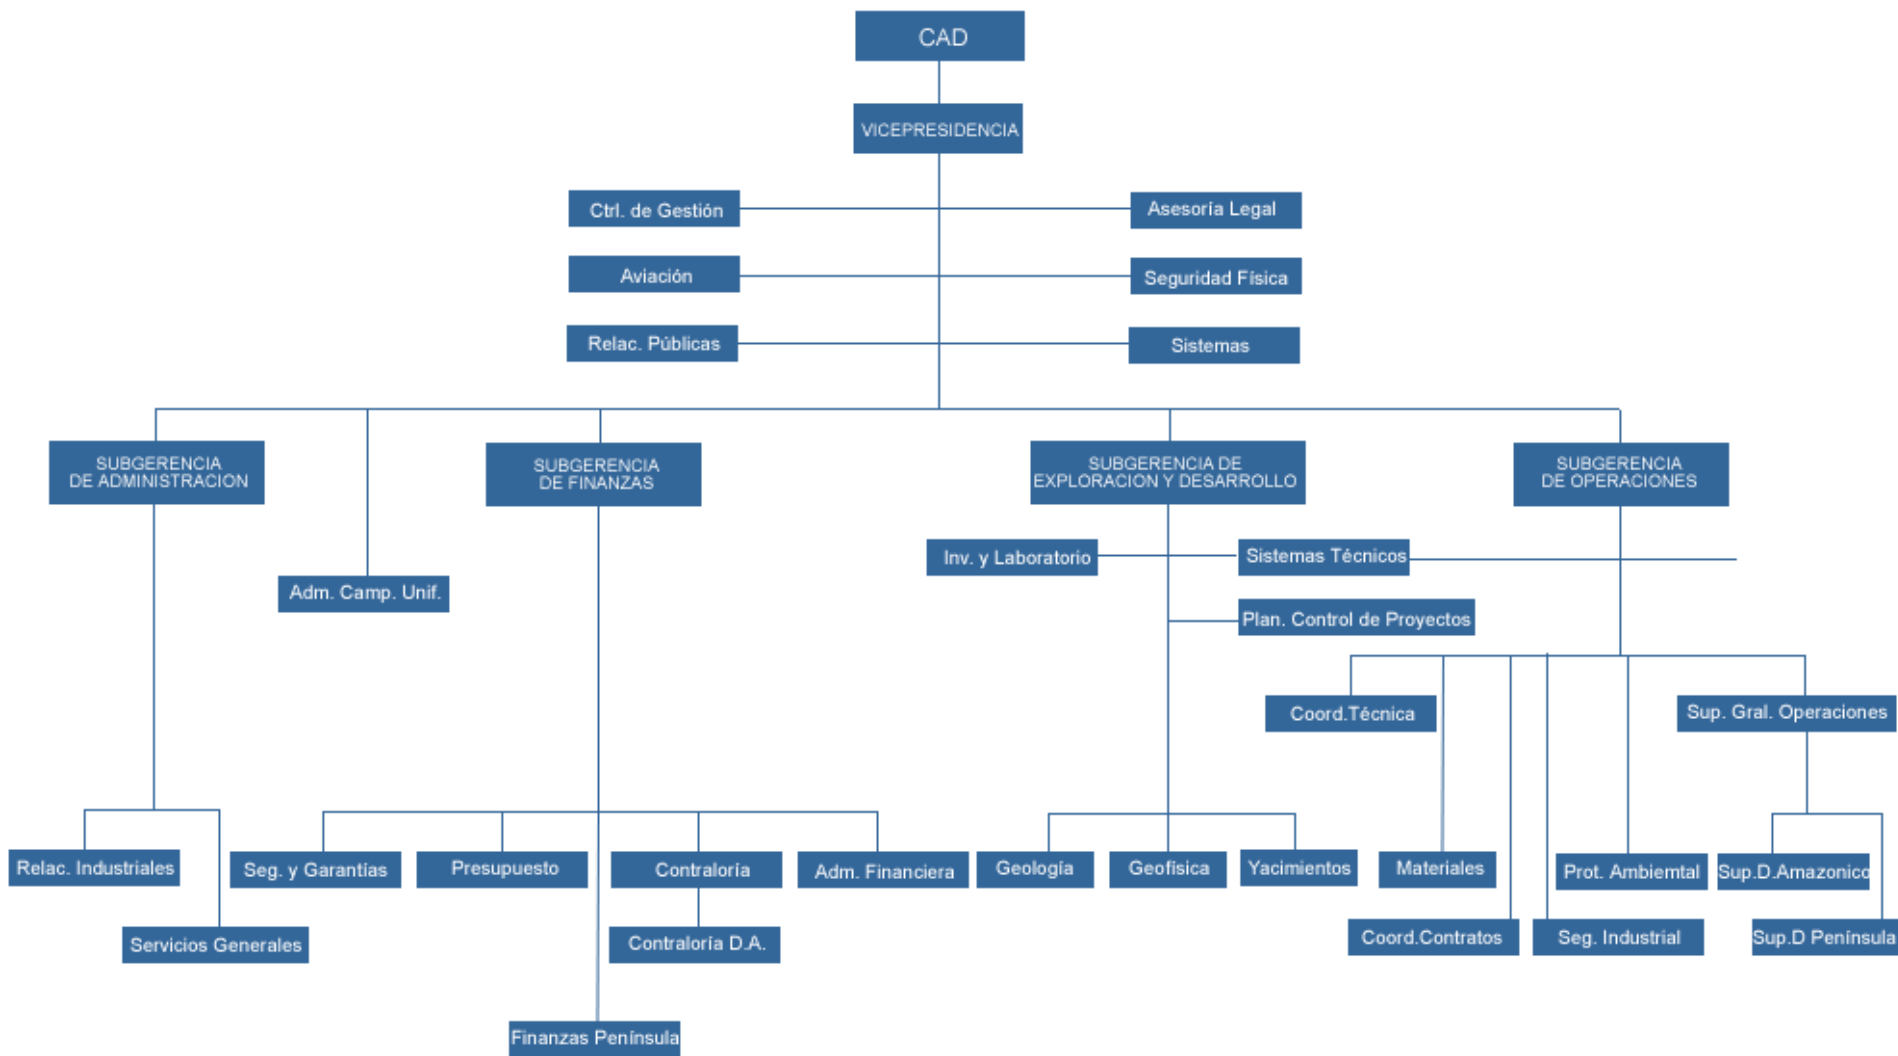 CAD
VICEPRESIDENCIA
Ctrl. de Gestión
Asesoría Legal
Aviación
Seguridad Física
Relac. Públicas
Sistemas
SUBGERENCIA
DE ADMINISTRACION
SUBGERENCIA
DE FINANZAS
SUBGERENCIA DE
EXPLORACION Y DESARROLLO
SUBGERENCIA
DE OPERACIONES
Inv. y Laboratorio
Sistemas Técnicos
Adm. Camp. Unif.
Plan. Control de Proyectos
Coord.Técnica
Sup. Gral. Operaciones
Relac. Industriales
Seg. y Garantías
Presupuesto
Contraloría
Adm. Financiera
Geología
Geofísica
Yacimientos
Materiales
Prot. Ambiemtal
Sup.D.Amazonico
Servicios Generales
Contraloría D.A.
Coord.Contratos
Seg. Industrial
Sup.D Península
Finanzas Península